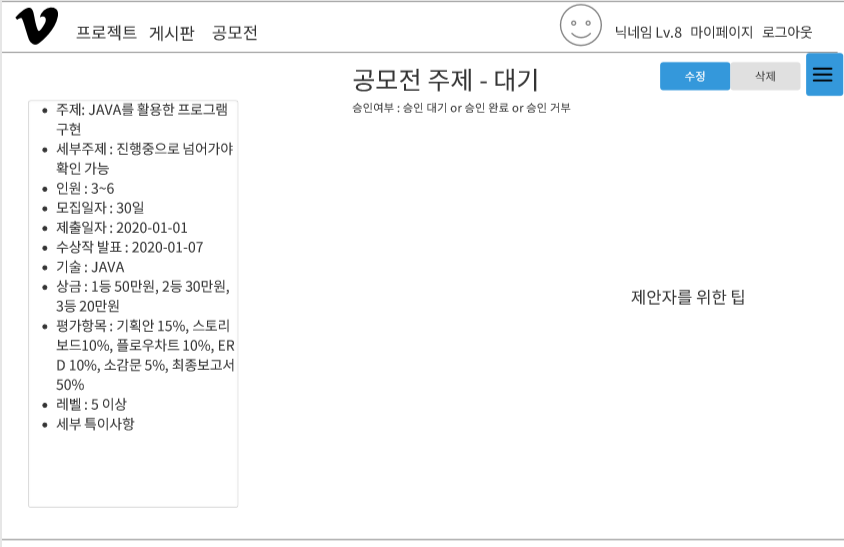 프로젝트 게시판 공모전
닉네임 Lv.8 마이페이지 로그아웃
공모전 주제 - 대기
수정 삭제
승인여부 : 승인 대기 or 승인 완료 or 승인 거부
• 주제: JAVA를 활용한 프로그램
구현
• 세부주제 : 진행중으로 넘어가야
확인 가능
• 인원 : 3~6
• 모집일자 : 30일
• 제출일자 : 2020-01-01
• 수상작 발표 : 2020-01-07
• 기술 : JAVA
• 상금 : 1등 50만원, 2등 30만원,
3등 20만원
• 평가항목 : 기획안 15%, 스토리
보드10%, 플로우차트 10%, ER
D 10%, 소감문 5%, 최종보고서
50%
• 레벨 : 5 이상
• 세부 특이사항
제안자를 위한 팁